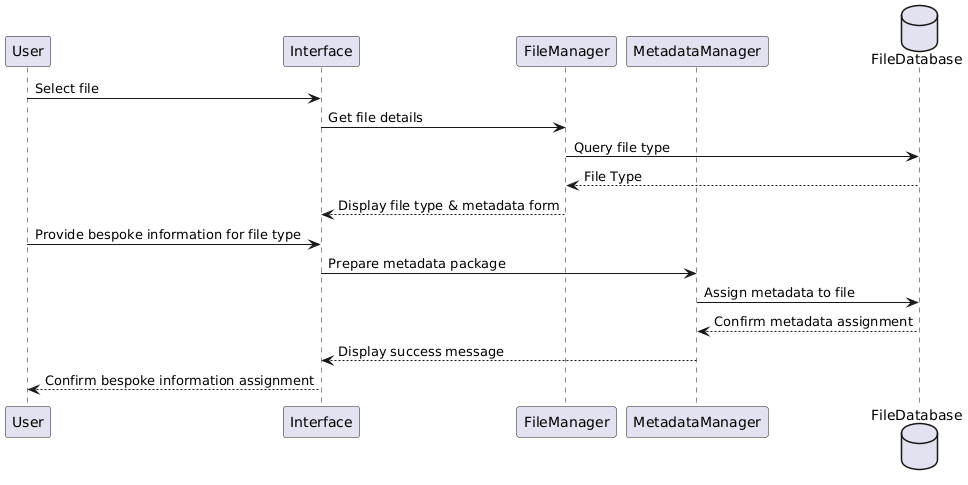 User
Interface
FileManager
MetadataManager
FileDatabase
Select file
Get file details
Query file type
File Type
Display file type & metadata form
Provide bespoke information for file type
Prepare metadata package
Assign metadata to file
Confirm metadata assignment
Display success message
Confirm bespoke information assignment
User
Interface
FileManager
MetadataManager
FileDatabase